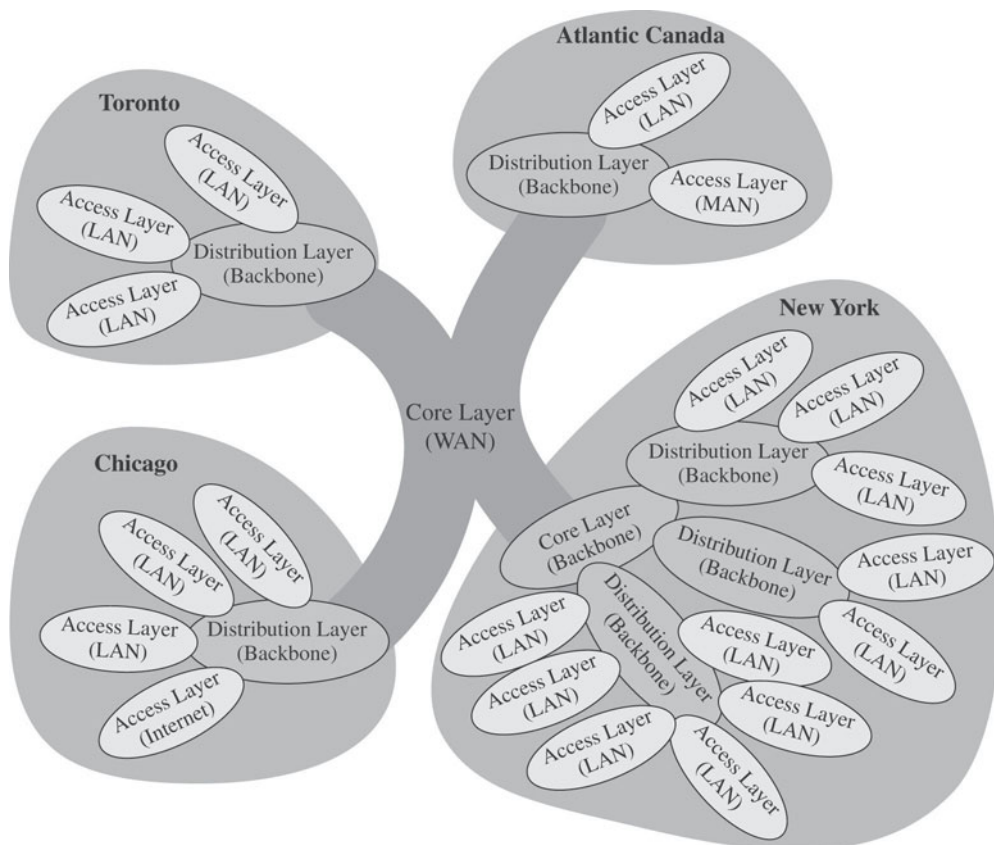 Toronto
Access Layer
(LAN)
Access Layer
(LAN)
Access Layer
(LAN)
Distribution Layer
(Backbone)
Atlantic Canada
Access Layer
(LAN)
Distribution Layer
(Backbone)
Access Layer
(MAN)
Core Layer
(WAN)
Chicago
Access Layer
(LAN)
Access Layer
(LAN)
Access Layer
(LAN)
Distribution Layer
(Backbone)
Access Layer
(Internet)
New York
Access Layer
(LAN)
Access Layer
(LAN)
Distribution Layer
(Backbone)
Access Layer
(LAN)
Core Layer
(Backbone)
Distribution Layer
(Backbone)
Access Layer
(LAN)
Access Layer
(LAN)
Distribution Layer
(Backbone)
Access Layer
(LAN)
Access Layer
(LAN)
Access Layer
(LAN)
Access Layer
(LAN)
Access Layer
(LAN)
Access Layer
(LAN)